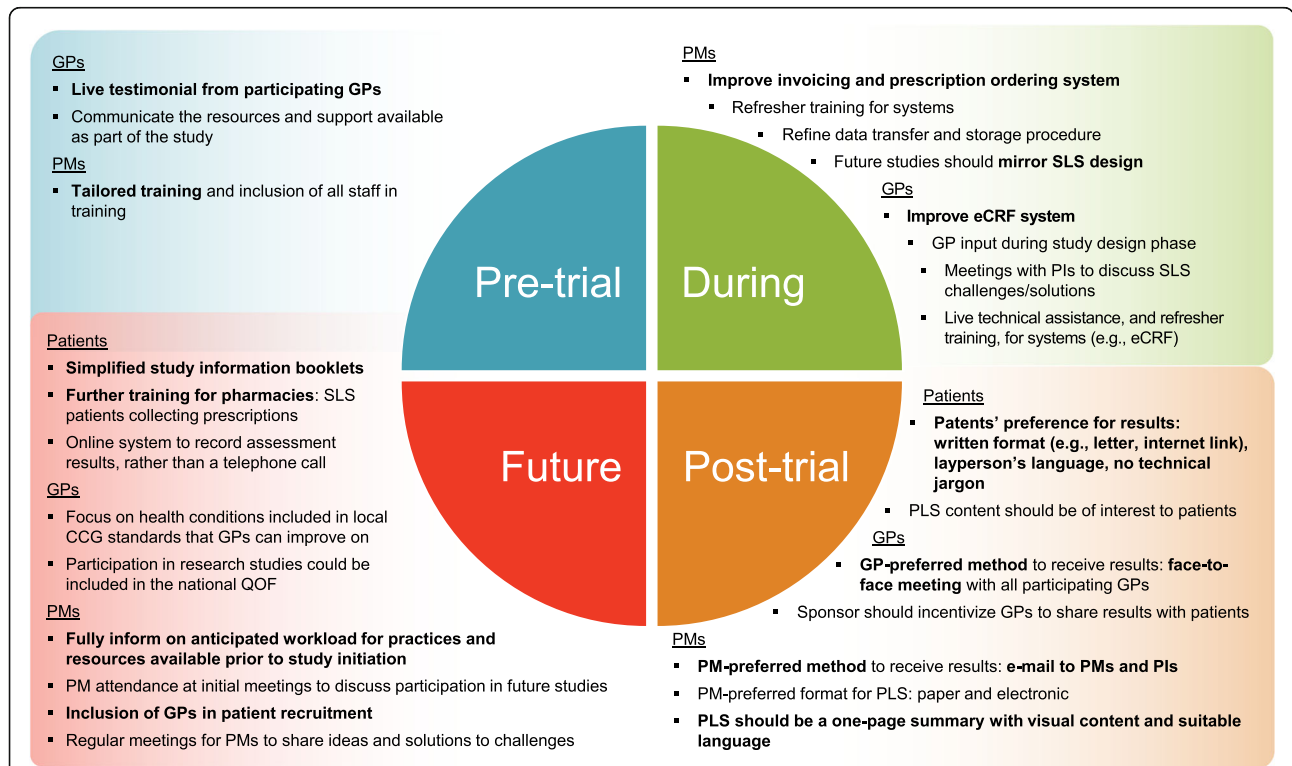 GPs
▪ Live testimonial from participating GPs
▪ Communicate the resources and support available
as part of the study
PMs
▪ Tailored training and inclusion of all staff in
training
Pre-trial
PMs
▪ Improve invoicing and prescription ordering system
▪ Refresher training for systems
▪ Refine data transfer and storage procedure
▪ Future studies should mirror SLS design
GPs
▪ Improve eCRF system
▪ GP input during study design phase
▪ Meetings with PIs to discuss SLS
challenges/solutions
▪ Live technical assistance, and refresher
training, for systems (e.g., eCRF)
During
Patients
▪ Simplified study information booklets
▪ Further training for pharmacies: SLS
patients collecting prescriptions
▪ Online system to record assessment
results, rather than a telephone call
GPs
▪ Focus on health conditions included in local
CCG standards that GPs can improve on
▪ Participation in research studies could be
included in the national QOF
PMs
▪ Fully inform on anticipated workload for practices and
resources available prior to study initiation
▪ PM attendance at initial meetings to discuss participation in future studies
▪ Inclusion of GPs in patient recruitment
▪ Regular meetings for PMs to share ideas and solutions to challenges
Future
Patients
▪ Patents' preference for results:
written format (e.g., letter, internet link),
layperson's language, no technical
jargon
▪ PLS content should be of interest to patients
GPs
▪ GP-preferred method to receive results: face-to-
face meeting with all participating GPs
▪ Sponsor should incentivize GPs to share results with patients
PMs
▪ PM-preferred method to receive results: e-mail to PMs and PIs
▪ PM-preferred format for PLS: paper and electronic
▪ PLS should be a one-page summary with visual content and suitable
language
Post-trial